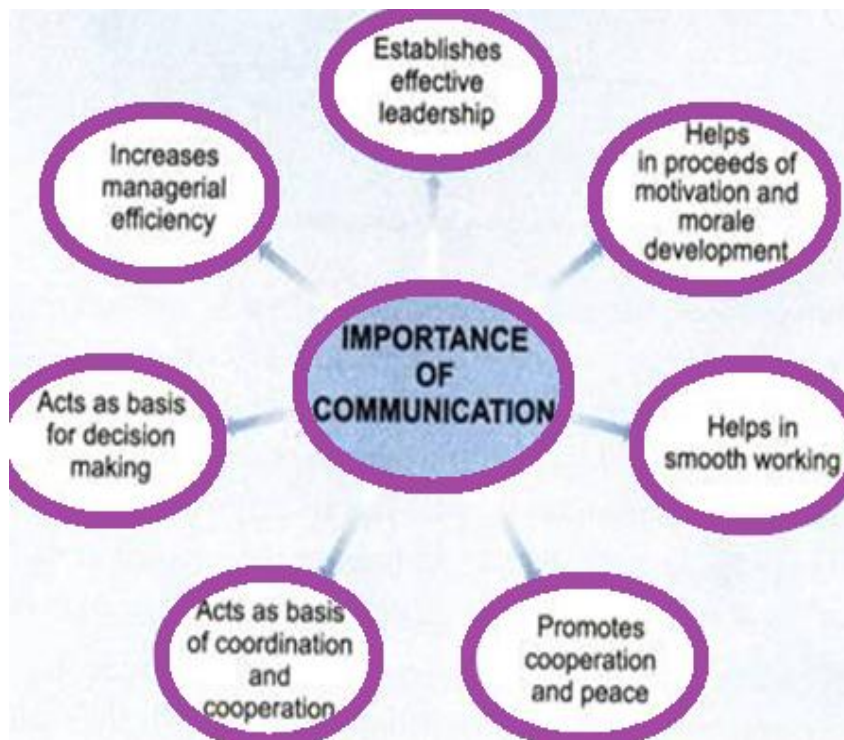 Establishes
effective
leadership
Helps
in proceeds of
motivation and
morale
development
Increases
managerial
efficiency
IMPORTANCE
OF
COMMUNICATION
Acts as basis
for decision
making
Helps in
smooth working
Acts as basis
of coordination
and
cooperation
Promotes
cooperation
and peace